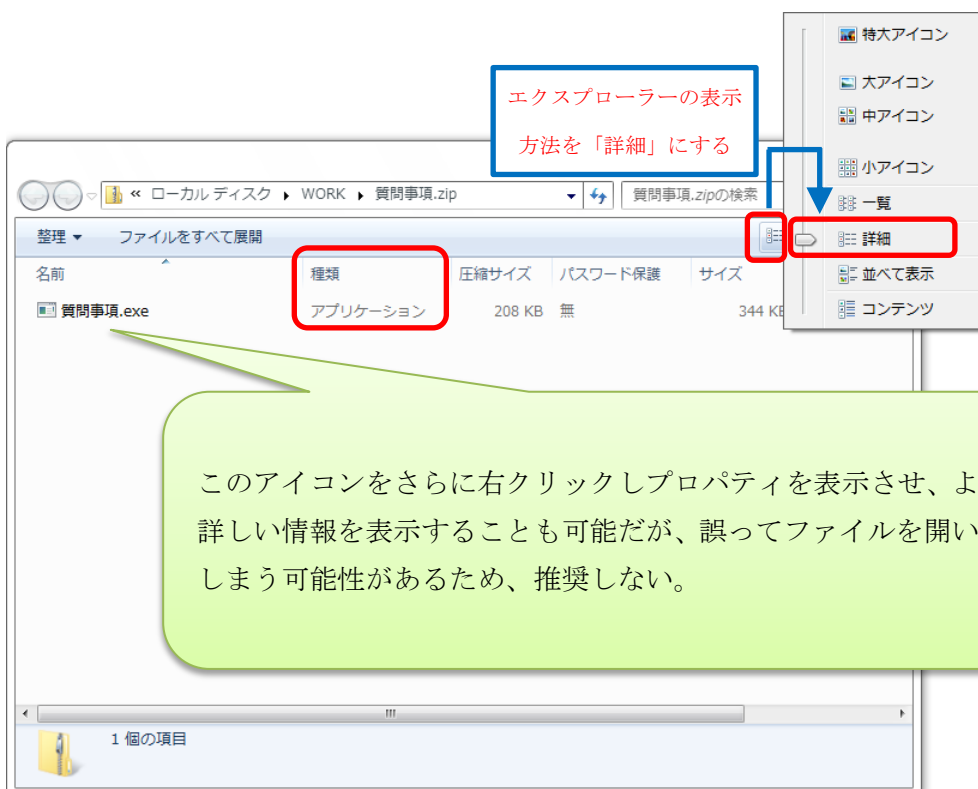 特大アイコン
大アイコン
中アイコン
小アイコン
一覧
詳細
並べて表示
コンテンツ
エクスプローラーの表示
方法を「詳細」にする
« ローカル ディスク ▸ WORK ▸ 質問事項.zip
質問事項.zipの検索
整理 ▼ ファイルをすべて展開
名前 種類 圧縮サイズ パスワード保護 サイズ
質問事項.exe アプリケーション 208 KB 無 344 KB
このアイコンをさらに右クリックしプロパティを表示させ、よ
詳しい情報を表示することも可能だが、誤ってファイルを開い
しまう可能性があるため、推奨しない。
1 個の項目